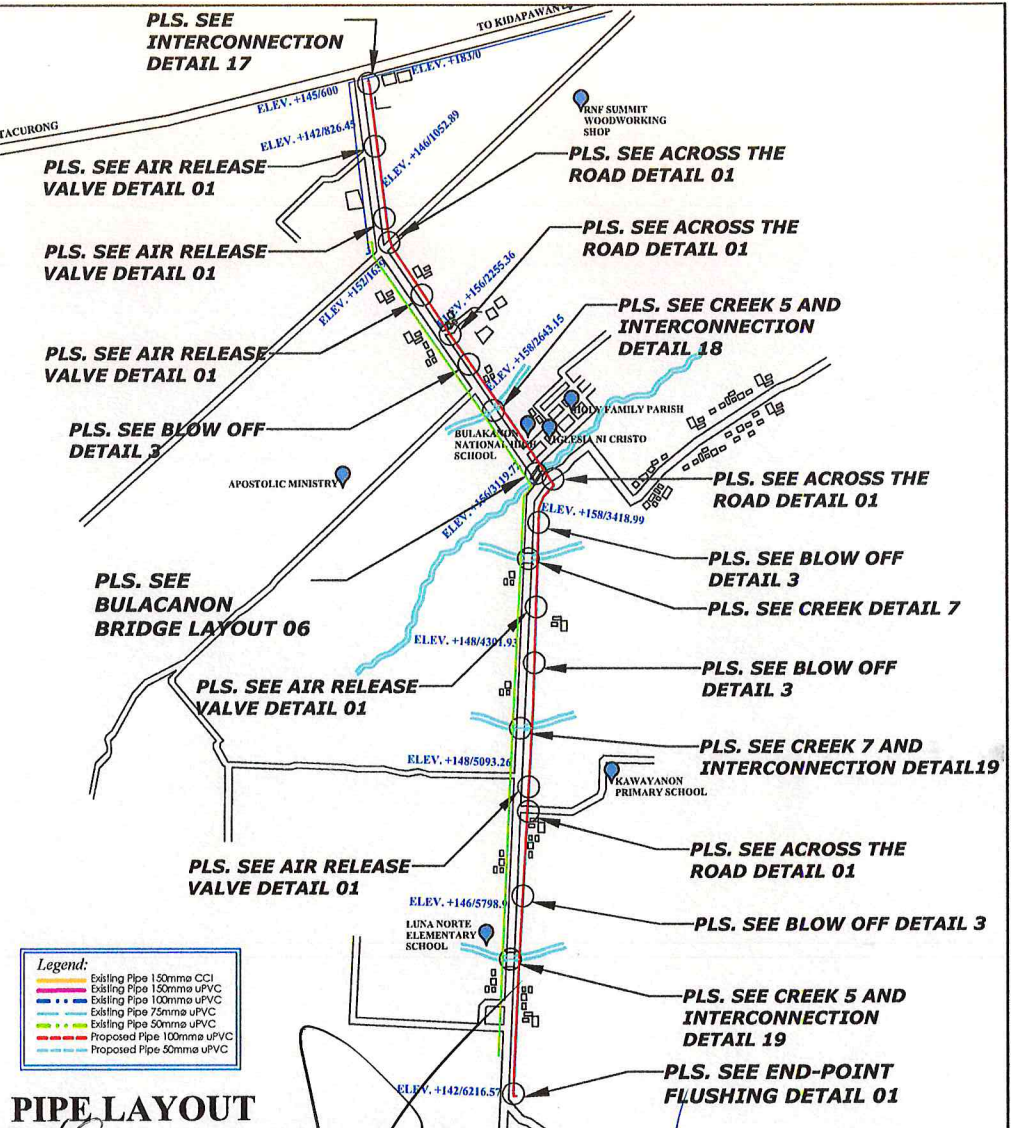 PLS. SEE
INTERCONNECTION
DETAIL 17
TO KIDAPAWAN
ELEV. +183/0
ELEV. +145/600
TACURONG
ELEV. +142/826.45
ELEV. +146/1052.89
RNF SUMMIT
WOODWORKING
SHOP
PLS. SEE AIR RELEASE
VALVE DETAIL 01
PLS. SEE ACROSS THE
ROAD DETAIL 01
PLS. SEE AIR RELEASE
VALVE DETAIL 01
PLS. SEE ACROSS THE
ROAD DETAIL 01
ELEV. +156/2255.36
PLS. SEE AIR RELEASE
VALVE DETAIL 01
PLS. SEE CREEK 5 AND
INTERCONNECTION
DETAIL 18
ELEV. +158/2643.15
PLS. SEE BLOW OFF
DETAIL 3
HOLY FAMILY PARISH
IGLESIA NI CRISTO
BULAKANON
NATIONAL HIGH
SCHOOL
APOSTOLIC MINISTRY
PLS. SEE ACROSS THE
ROAD DETAIL 01
ELEV. +158/3418.99
PLS. SEE BLOW OFF
DETAIL 3
PLS. SEE
BULACANON
BRIDGE LAYOUT 06
PLS. SEE CREEK DETAIL 7
ELEV. +148/4301.93
PLS. SEE BLOW OFF
DETAIL 3
PLS. SEE AIR RELEASE
VALVE DETAIL 01
PLS. SEE CREEK 7 AND
INTERCONNECTION DETAIL19
ELEV. +148/5093.26
KAWAYANON
PRIMARY SCHOOL
PLS. SEE ACROSS THE
ROAD DETAIL 01
PLS. SEE AIR RELEASE
VALVE DETAIL 01
ELEV.
PLS. SEE BLOW OFF DETAIL 3
LUNA NORTE
ELEMENTARY
SCHOOL
PLS. SEE CREEK 5 AND
INTERCONNECTION
DETAIL 19
Legend:
Existing Pipe 150mmø CCI
Existing Pipe 150mmø uPVC
Existing Pipe 100mmø uPVC
Existing Pipe 75mmø uPVC
Existing Pipe 50mmø uPVC
Proposed Pipe 100mmø uPVC
Proposed Pipe 50mmø uPVC
PLS. SEE END-POINT
FLUSHING DETAIL 01
ELEV. +142/6216.57
PIPE LAYOUT